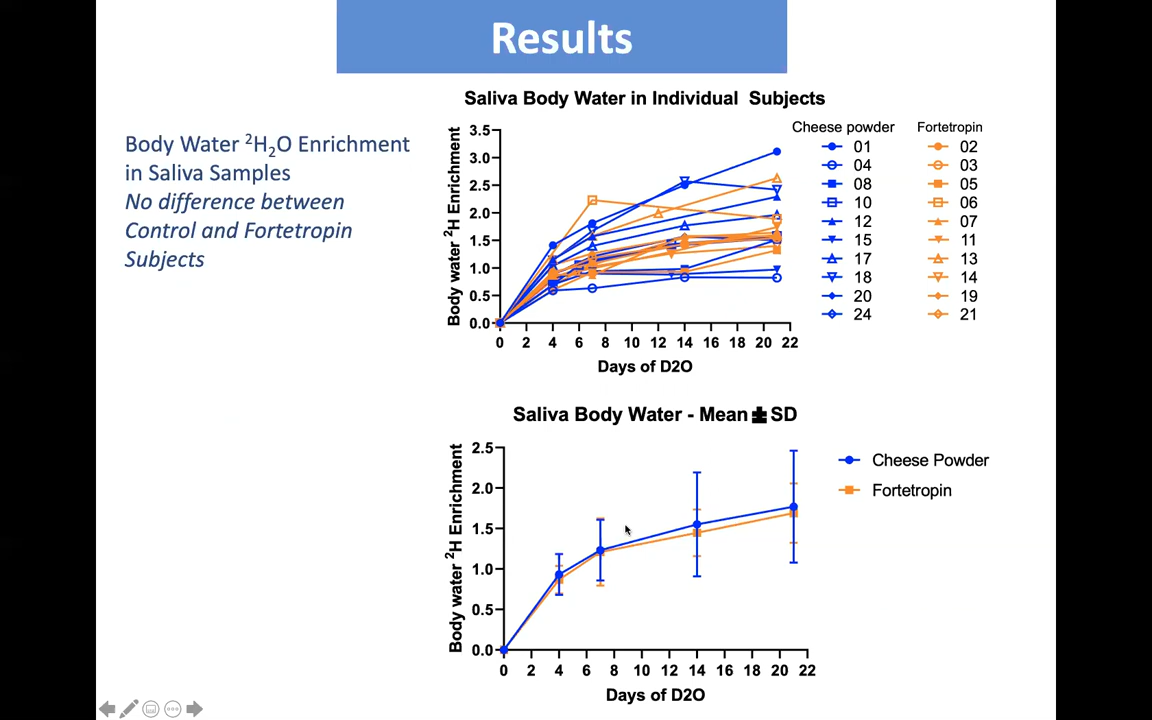 Results
Body Water ²H₂O Enrichment
in Saliva Samples
No difference between
Control and Fortetropin
Subjects
Saliva Body Water in Individual Subjects
Body water ²H Enrichment
3.5
3.0
2.5
2.0
1.5
1.0
0.5
0.0
0 2 4 6 8 10 12 14 16 18 20 22
Days of D2O
Cheese powder
01
04
08
10
12
15
17
18
20
24
Fortetropin
02
03
05
06
07
11
13
14
19
21
Saliva Body Water - Mean ± SD
Body water ²H Enrichment
2.5
2.0
1.5
1.0
0.5
0.0
0 2 4 6 8 10 12 14 16 18 20 22
Days of D2O
Cheese Powder
Fortetropin